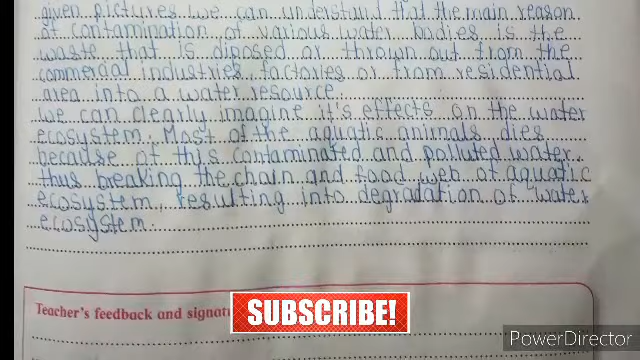 given pictures we can understand that the main reason
of contamination of various water bodies is the
waste that is diposed or thrown out from the
commercial industries, factories or from residential
area into a water resource.
we can clearly imagine it's effects on the water
ecosystem. Most of the aquatic animals dies
because of this contaminated and polluted water.
thus breaking the chain and food web of aquatic
ecosystem, resulting into degradation of water
ecosystem.
Teacher's feedback and signat
SUBSCRIBE!
PowerDirector